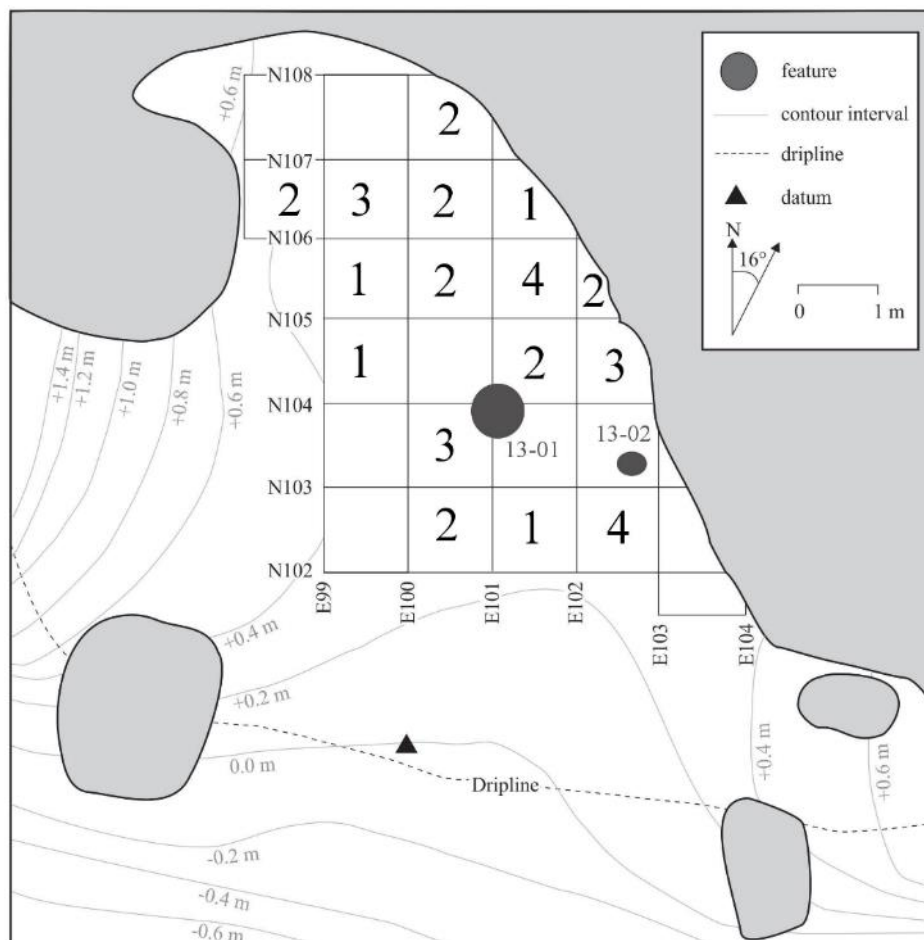 N108
+0.6 m
2
feature
contour interval
dripline
datum
N
16°
0 1 m
N107
2 3 2 1
N106
1 2 4 2
N105
1 2 3
+1.4 m
+1.2 m
+1.0 m
+0.8 m
+0.6 m
N104
3 13-01 13-02
N103
2 1 4
N102
E99
E100
E101
E102
E103
E104
+0.4 m
+0.2 m
0.0 m
+0.4 m
+0.6 m
Dripline
-0.2 m
-0.4 m
-0.6 m